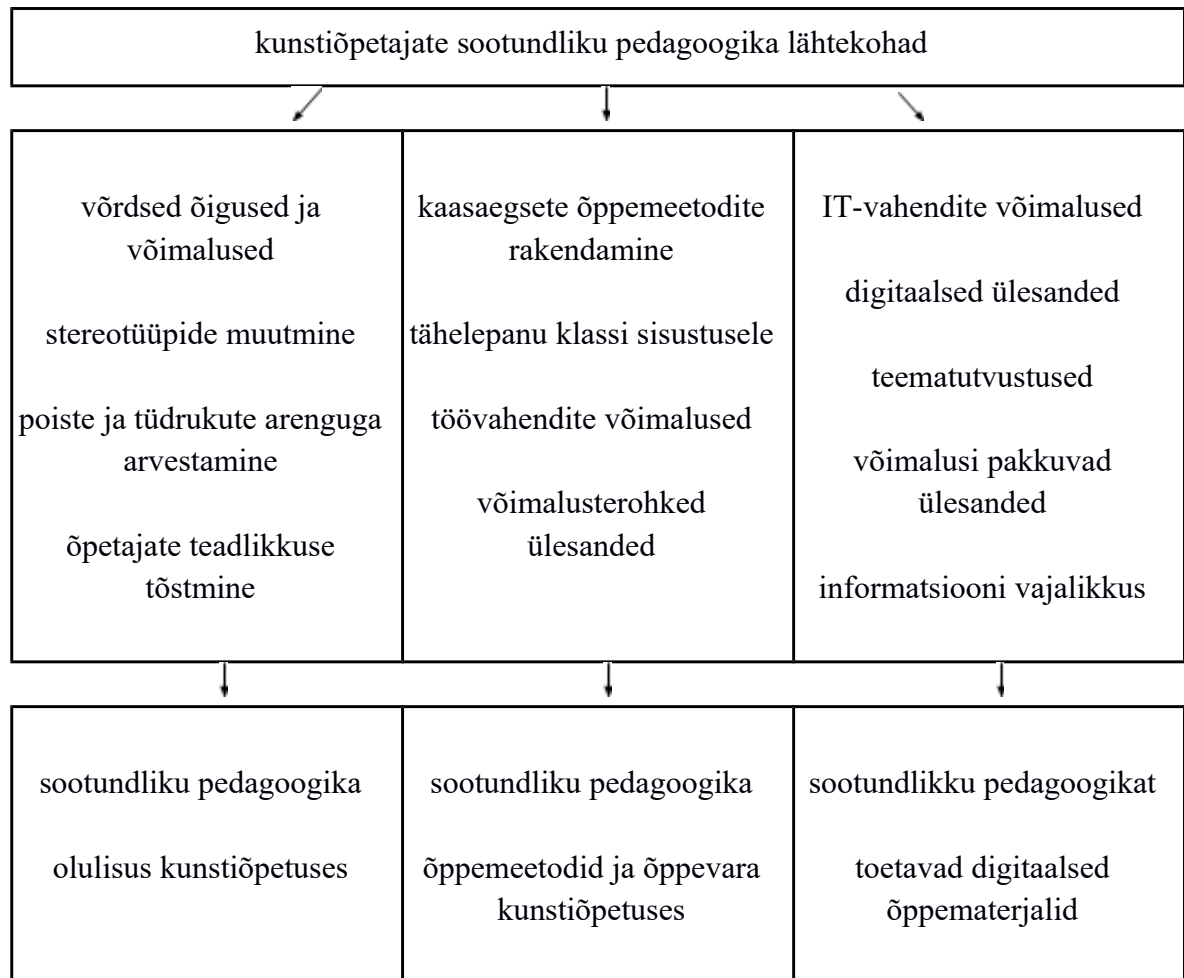 kunstiõpetajate sootundliku pedagoogika lähtekohad
võrdsed õigused ja
võimalused
stereotüüpide muutmine
poiste ja tüdrukute arenguga
arvestamine
õpetajate teadlikkuse
tõstmine
kaasaegsete õppemeetodite
rakendamine
tähelepanu klassi sisustusele
töövahendite võimalused
võimalusterohked
ülesanded
IT-vahendite võimalused
digitaalsed ülesanded
teematutvustused
võimalusi pakkuvad
ülesanded
informatsiooni vajalikkus
sootundliku pedagoogika
olulisus kunstiõpetuses
sootundliku pedagoogika
õppemeetodid ja õppevara
kunstiõpetuses
sootundlikku pedagoogikat
toetavad digitaalsed
õppematerjalid